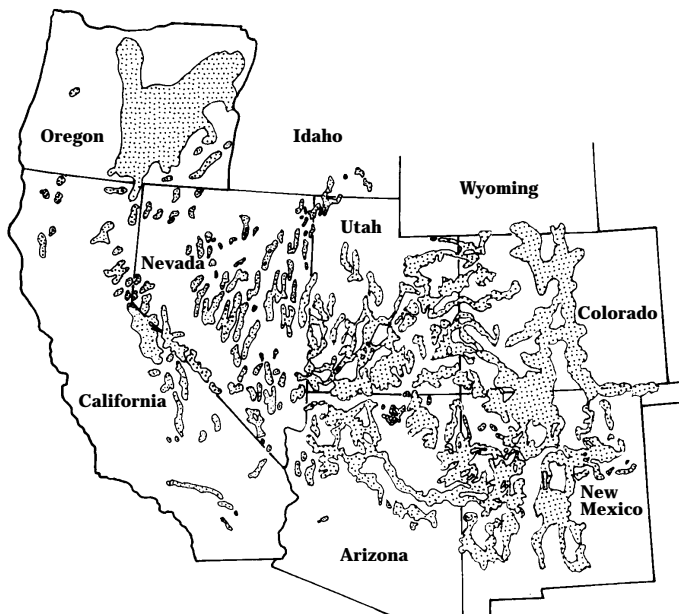 Oregon
Idaho
Wyoming
Utah
Nevada
Colorado
California
New
Mexico
Arizona